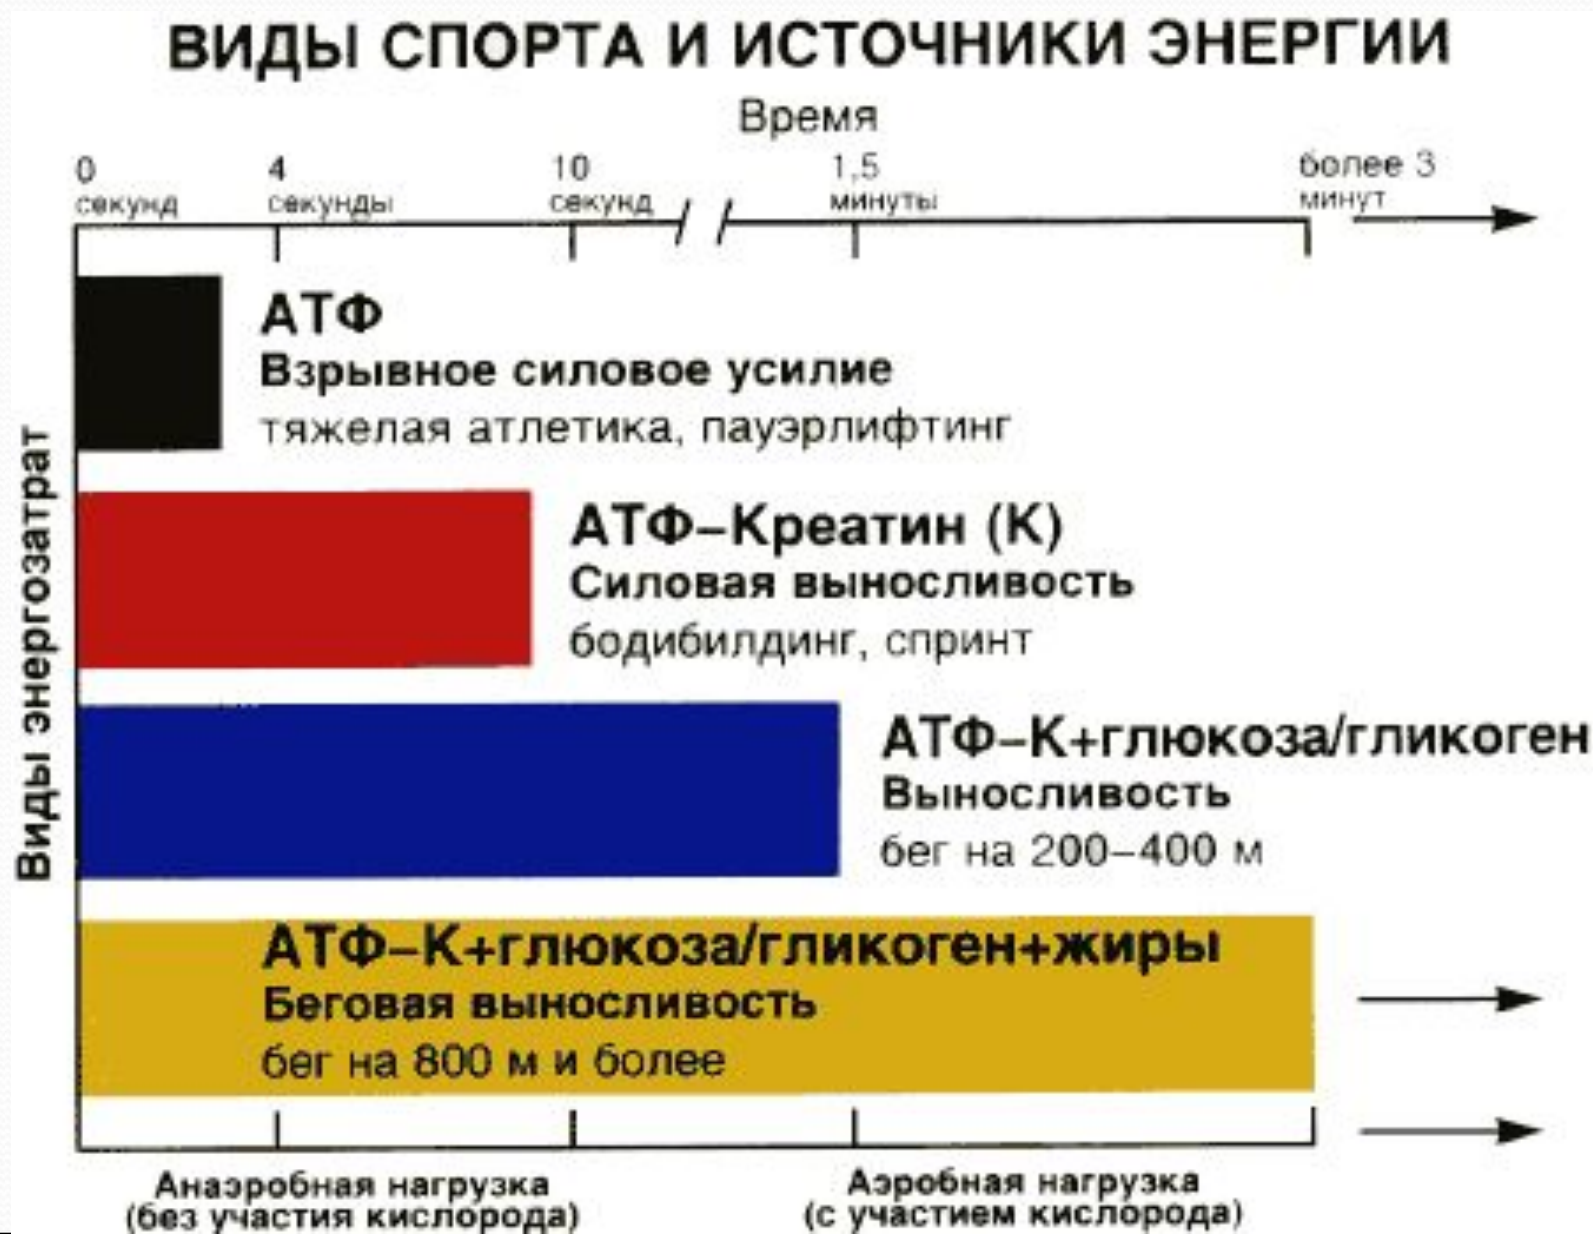 ВИДЫ СПОРТА И ИСТОЧНИКИ ЭНЕРГИИ
Время
0 секунд
4 секунды
10 секунд
1,5 минуты
более 3 минут
Виды энергозатрат
АТФ
Взрывное силовое усилие
тяжелая атлетика, пауэрлифтинг
АТФ–Креатин (К)
Силовая выносливость
бодибилдинг, спринт
АТФ–К+глюкоза/гликоген
Выносливость
бег на 200–400 м
АТФ–К+глюкоза/гликоген+жиры
Беговая выносливость
бег на 800 м и более
Анаэробная нагрузка
(без участия кислорода)
Аэробная нагрузка
(с участием кислорода)